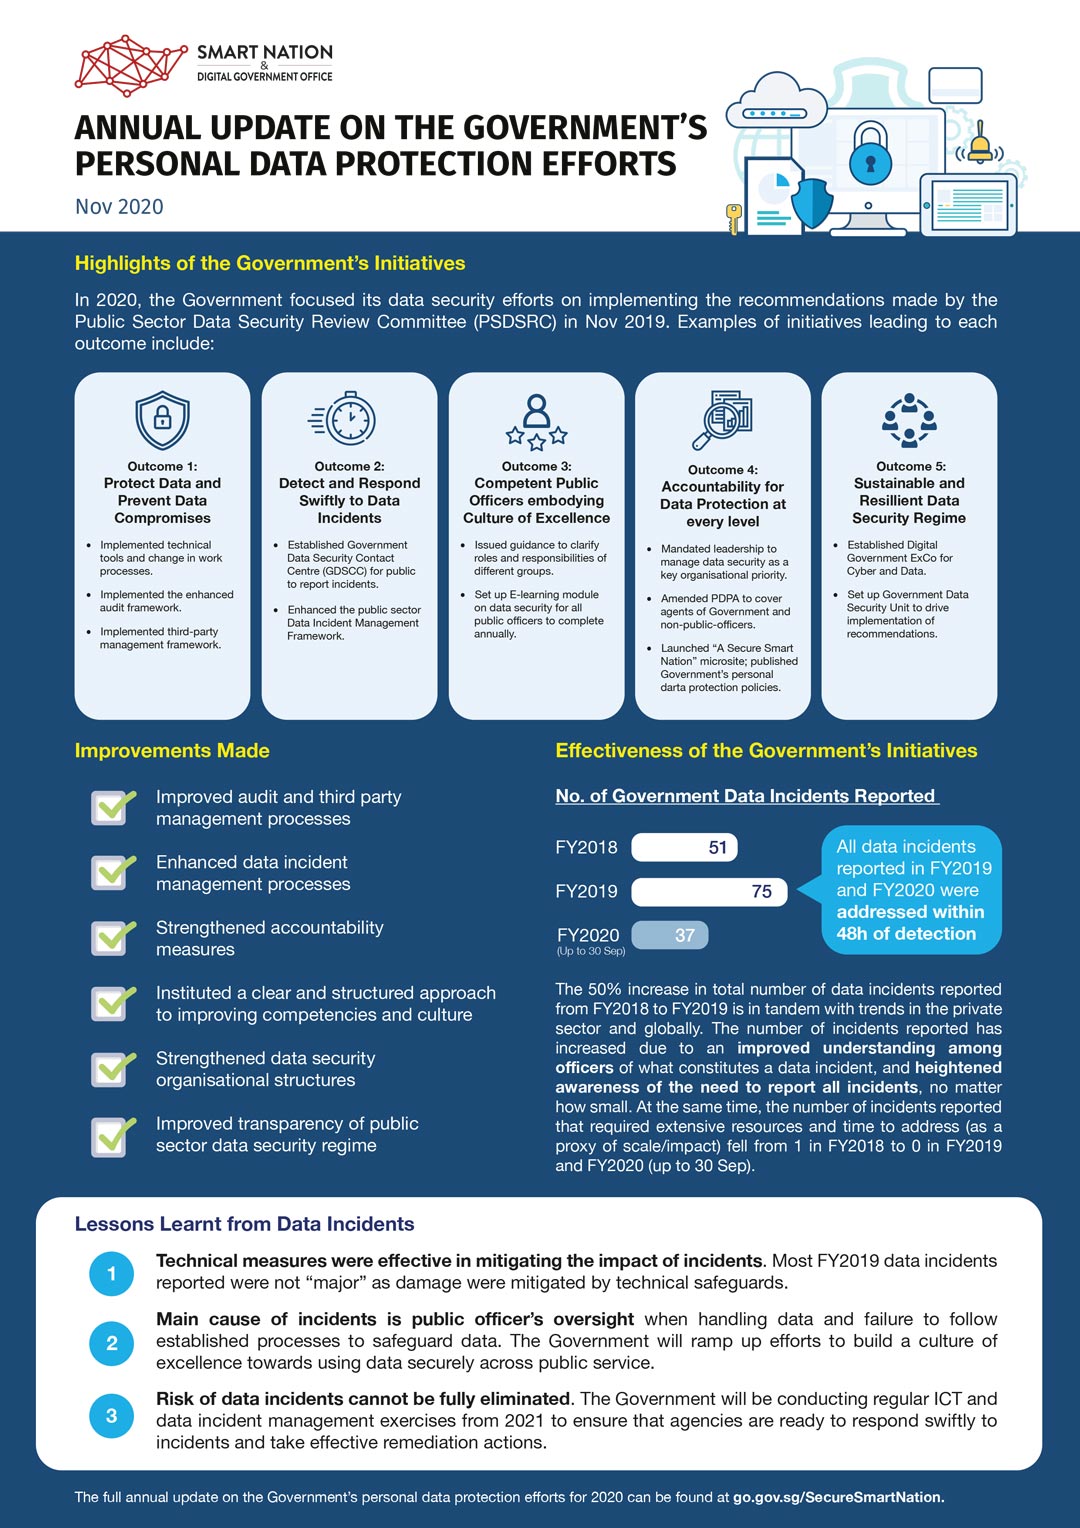 SMART NATION
&
DIGITAL GOVERNMENT OFFICE
ANNUAL UPDATE ON THE GOVERNMENT'S
PERSONAL DATA PROTECTION EFFORTS
Nov 2020
Highlights of the Government's Initiatives
In 2020, the Government focused its data security efforts on implementing the recommendations made by the
Public Sector Data Security Review Committee (PSDSRC) in Nov 2019. Examples of initiatives leading to each
outcome include:
Outcome 1:
Protect Data and
Prevent Data
Compromises
• Implemented technical
tools and change in work
processes.
• Implemented the enhanced
audit framework.
• Implemented third-party
management framework.
Outcome 2:
Detect and Respond
Swiftly to Data
Incidents
• Established Government
Data Security Contact
Centre (GDSCC) for public
to report incidents.
• Enhanced the public sector
Data Incident Management
Framework.
Outcome 3:
Competent Public
Officers embodying
Culture of Excellence
• Issued guidance to clarify
roles and responsibilities of
different groups.
• Set up E-learning module
on data security for all
public officers to complete
annually.
Outcome 4:
Accountability for
Data Protection at
every level
• Mandated leadership to
manage data security as a
key organisational priority.
• Amended PDPA to cover
agents of Government and
non-public-officers.
• Launched "A Secure Smart
Nation" microsite; published
Government's personal
darta protection policies.
Outcome 5:
Sustainable and
Resillient Data
Security Regime
• Established Digital
Government ExCo for
Cyber and Data.
• Set up Government Data
Security Unit to drive
implementation of
recommendations.
Improvements Made
Improved audit and third party
management processes
Enhanced data incident
management processes
Strengthened accountability
measures
Instituted a clear and structured approach
to improving competencies and culture
Strengthened data security
organisational structures
Improved transparency of public
sector data security regime
Effectiveness of the Government's Initiatives
No. of Government Data Incidents Reported
FY2018 51
FY2019 75
FY2020 37
(Up to 30 Sep)
All data incidents
reported in FY2019
and FY2020 were
addressed within
48h of detection
The 50% increase in total number of data incidents reported
from FY2018 to FY2019 is in tandem with trends in the private
sector and globally. The number of incidents reported has
increased due to an improved understanding among
officers of what constitutes a data incident, and heightened
awareness of the need to report all incidents, no matter
how small. At the same time, the number of incidents reported
that required extensive resources and time to address (as a
proxy of scale/impact) fell from 1 in FY2018 to 0 in FY2019
and FY2020 (up to 30 Sep).
Lessons Learnt from Data Incidents
1
Technical measures were effective in mitigating the impact of incidents. Most FY2019 data incidents
reported were not "major" as damage were mitigated by technical safeguards.
2
Main cause of incidents is public officer's oversight when handling data and failure to follow
established processes to safeguard data. The Government will ramp up efforts to build a culture of
excellence towards using data securely across public service.
3
Risk of data incidents cannot be fully eliminated. The Government will be conducting regular ICT and
data incident management exercises from 2021 to ensure that agencies are ready to respond swiftly to
incidents and take effective remediation actions.
The full annual update on the Government's personal data protection efforts for 2020 can be found at go.gov.sg/SecureSmartNation.